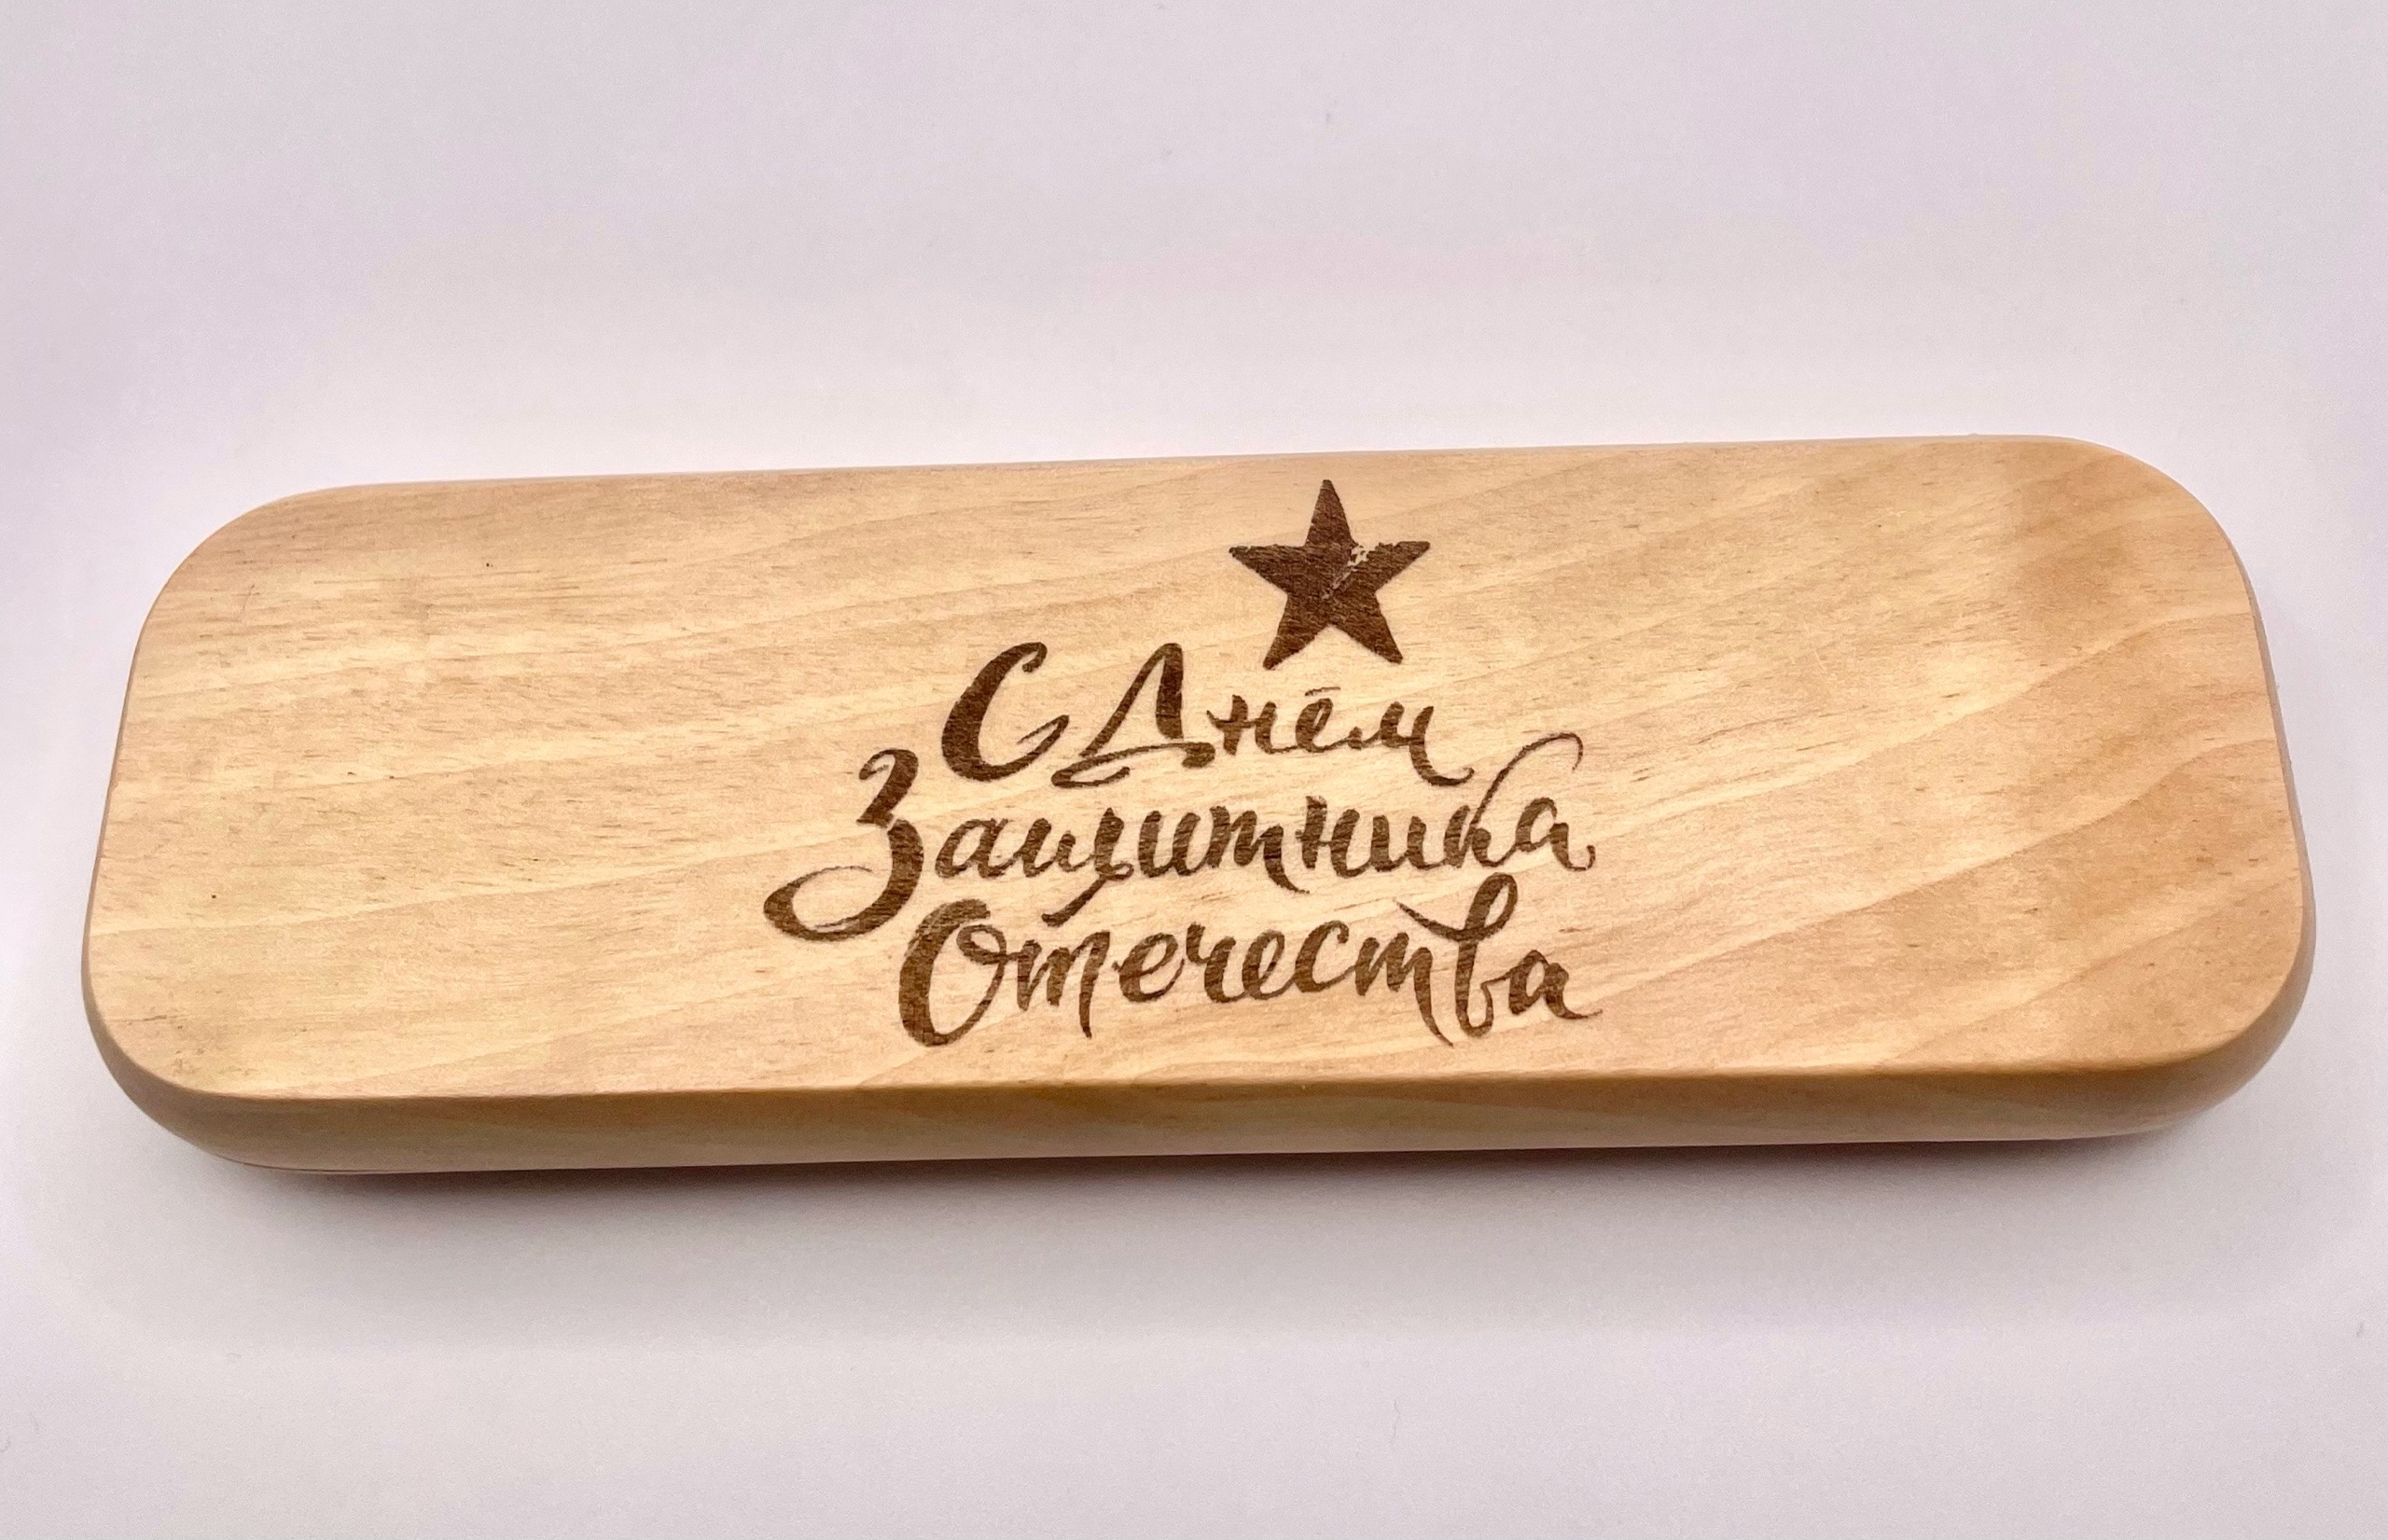 С Днём
Защитника
Отечества